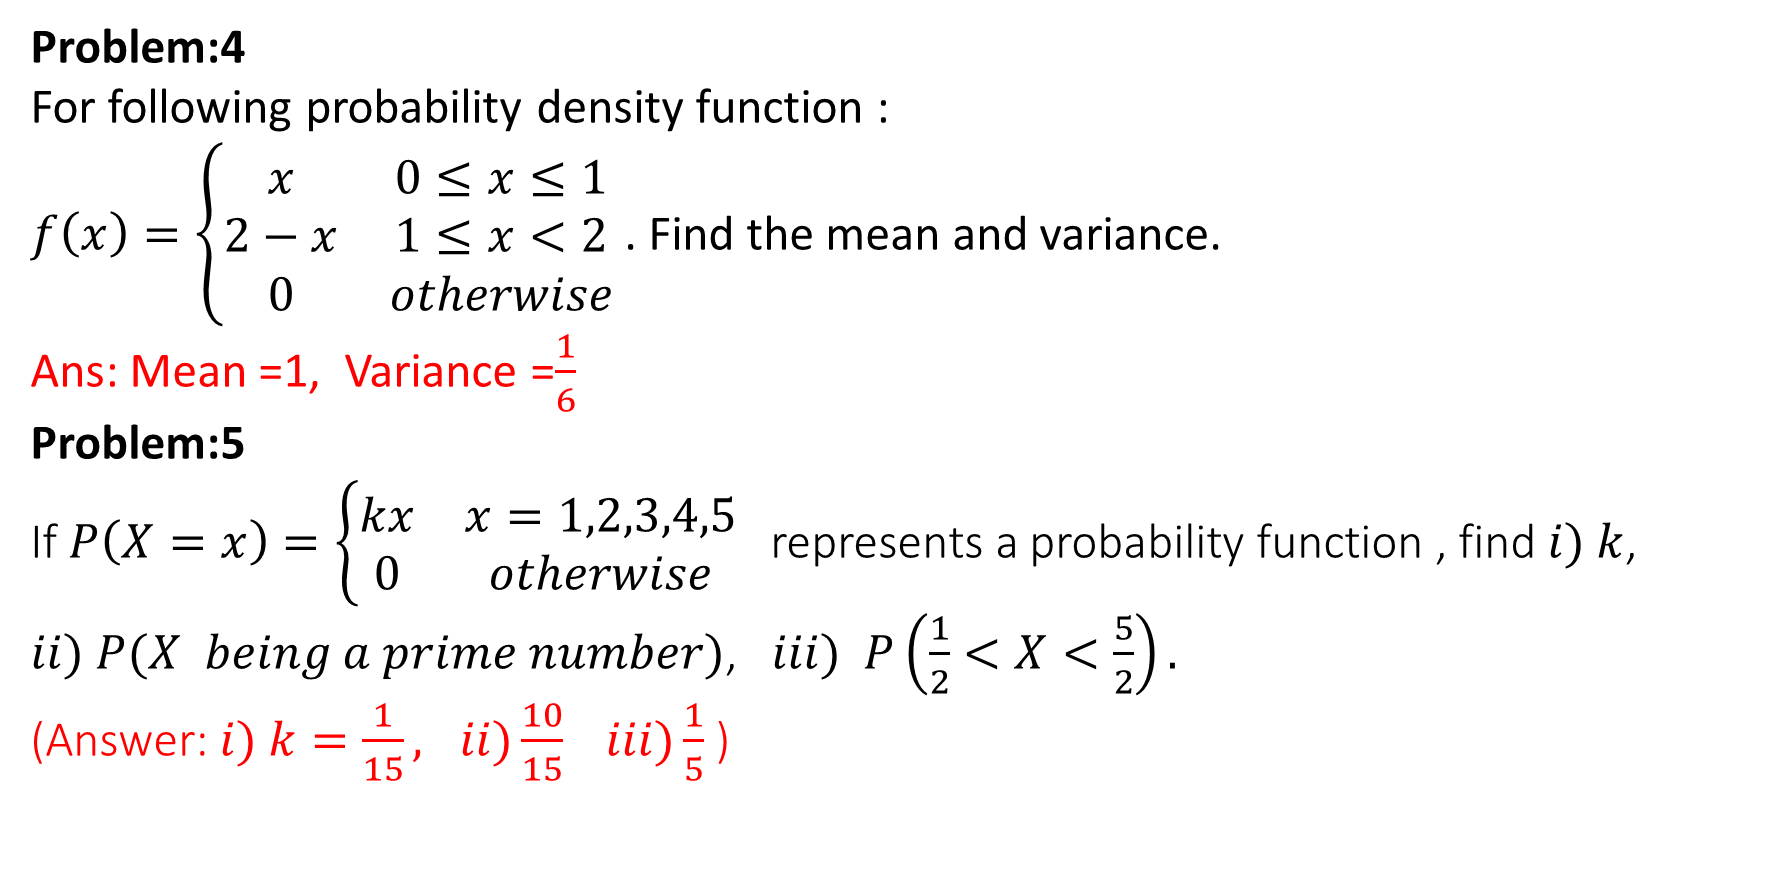 Problem:4
For following probability density function :
f(x) = { x 0 ≤ x ≤ 1
2 − x 1 ≤ x < 2 . Find the mean and variance.
0 otherwise
Ans: Mean =1, Variance =1/6
Problem:5
If P(X = x) = { kx x = 1,2,3,4,5
0 otherwise represents a probability function , find i) k,
ii) P(X being a prime number), iii) P(1/2 < X < 5/2).
(Answer: i) k = 1/15, ii) 10/15 iii) 1/5 )